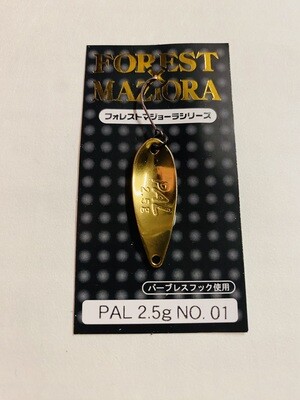 FOREST
MAZIORA
フォレストマジョーラシリーズ
PAL
2.5g
バーブレスフック使用
PAL 2.5g NO. 01